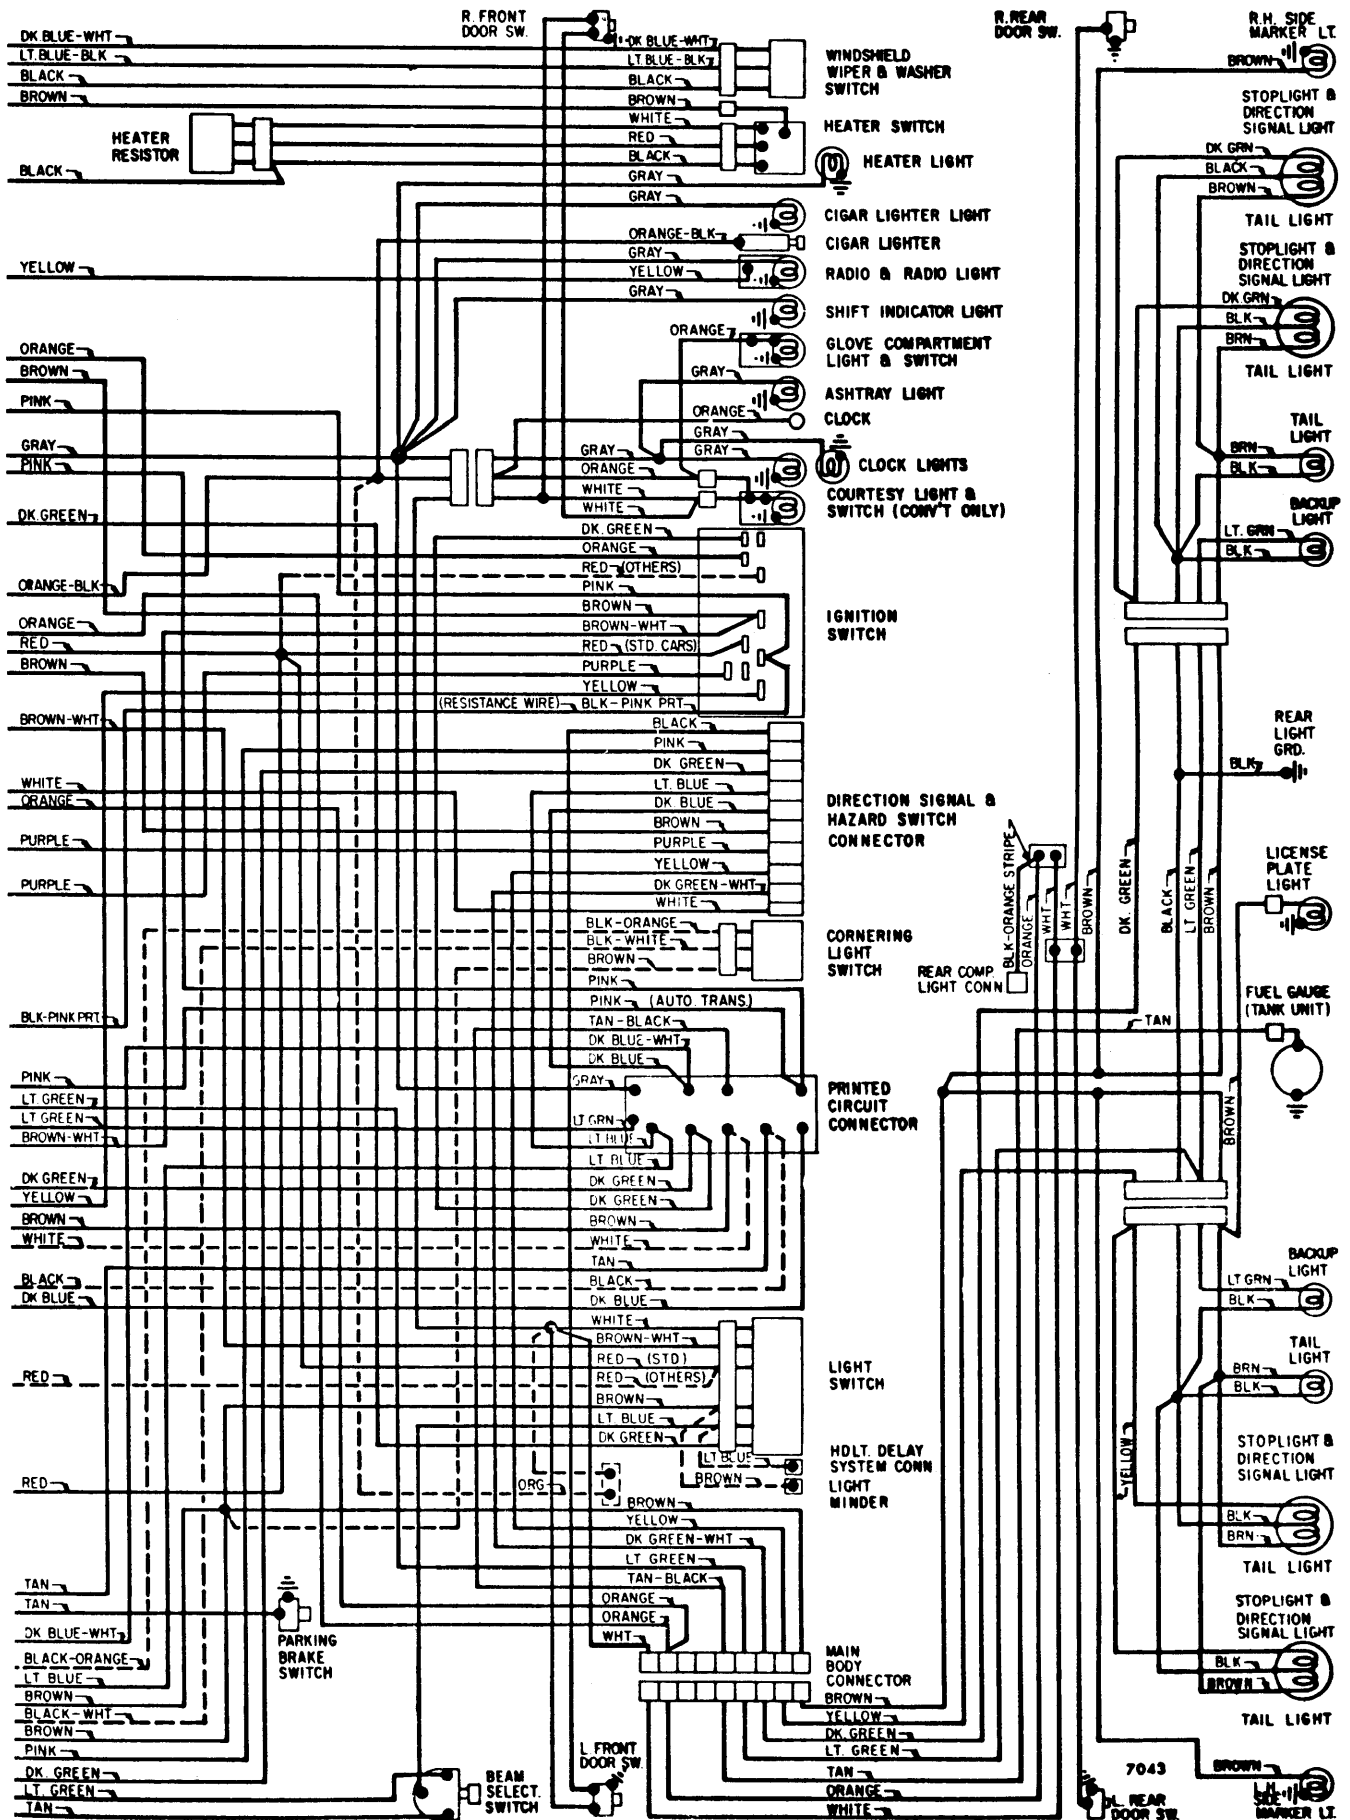 R. FRONT
DOOR SW.
R. REAR
DOOR SW.
R.H. SIDE
MARKER LT.
BROWN
DK. BLUE-WHT
LT. BLUE-BLK
BLACK
BROWN
DK BLUE-WHT
LT. BLUE-BLK
BLACK
BROWN
WHITE
RED
BLACK
GRAY
GRAY
WINDSHIELD
WIPER & WASHER
SWITCH
HEATER
RESISTOR
BLACK
HEATER SWITCH
HEATER LIGHT
STOPLIGHT &
DIRECTION
SIGNAL LIGHT
DK GRN
BLACK
BROWN
TAIL LIGHT
CIGAR LIGHTER LIGHT
ORANGE-BLK
CIGAR LIGHTER
YELLOW
GRAY
YELLOW
GRAY
RADIO & RADIO LIGHT
SHIFT INDICATOR LIGHT
STOPLIGHT &
DIRECTION
SIGNAL LIGHT
DK. GRN
BLK
BRN
TAIL LIGHT
ORANGE
GLOVE COMPARTMENT
LIGHT & SWITCH
GRAY
ASHTRAY LIGHT
ORANGE
CLOCK
ORANGE
BROWN
PINK
GRAY
PINK
DK. GREEN
ORANGE-BLK
ORANGE
RED
BROWN
BROWN-WHT
GRAY
GRAY
GRAY
ORANGE
WHITE
WHITE
CLOCK LIGHTS
COURTESY LIGHT &
SWITCH (CONV'T ONLY)
TAIL
LIGHT
BRN
BLK
BACKUP
LIGHT
LT. GRN
BLK
DK. GREEN
ORANGE
RED (OTHERS)
PINK
BROWN
BROWN-WHT
RED (STD. CARS)
PURPLE
YELLOW
(RESISTANCE WIRE) BLK-PINK PRT
IGNITION
SWITCH
BLACK
PINK
DK GREEN
LT. BLUE
DK. BLUE
BROWN
PURPLE
YELLOW
DK GREEN-WHT
WHITE
DIRECTION SIGNAL &
HAZARD SWITCH
CONNECTOR
REAR
LIGHT
GRD.
BLK
WHITE
ORANGE
PURPLE
PURPLE
BLK-ORANGE STRIPE
ORANGE
WHT
WHT
BROWN
DK. GREEN
BLACK
LT GREEN
BROWN
LICENSE
PLATE
LIGHT
BLK-ORANGE
BLK-WHITE
BROWN
CORNERING
LIGHT
SWITCH
REAR COMP.
LIGHT CONN
FUEL GAUGE
(TANK UNIT)
TAN
BLK-PINK PRT
PINK
PINK (AUTO. TRANS.)
TAN-BLACK
DK BLUE-WHT
DK BLUE
GRAY
LT GRN
LT BLUE
LT BLUE
DK GREEN
DK GREEN
BROWN
WHITE
TAN
BLACK
DK BLUE
PRINTED
CIRCUIT
CONNECTOR
BROWN
PINK
LT GREEN
LT GREEN
BROWN-WHT
DK GREEN
YELLOW
BROWN
WHITE
BLACK
DK BLUE
WHITE
BROWN-WHT
RED (STD)
RED (OTHERS)
BROWN
LT BLUE
DK GREEN
LIGHT
SWITCH
BACKUP
LIGHT
LT GRN
BLK
TAIL
LIGHT
BRN
BLK
RED
RED
LT BLUE
BROWN
HDLT. DELAY
SYSTEM CONN
LIGHT
MINDER
ORG
YELLOW
STOPLIGHT &
DIRECTION
SIGNAL LIGHT
BLK
BRN
TAIL LIGHT
BROWN
YELLOW
DK GREEN-WHT
LT GREEN
TAN-BLACK
ORANGE
ORANGE
WHT
TAN
TAN
DK BLUE-WHT
BLACK-ORANGE
LT BLUE
BROWN
BLACK-WHT
BROWN
PINK
DK. GREEN
LT. GREEN
TAN
PARKING
BRAKE
SWITCH
BEAM
SELECT.
SWITCH
L. FRONT
DOOR SW.
MAIN
BODY
CONNECTOR
BROWN
YELLOW
DK. GREEN
LT. GREEN
TAN
ORANGE
WHITE
STOPLIGHT &
DIRECTION
SIGNAL LIGHT
BLK
BROWN
TAIL LIGHT
7043
L. REAR
DOOR SW.
BROWN
L.H.
SIDE
MARKER LT.